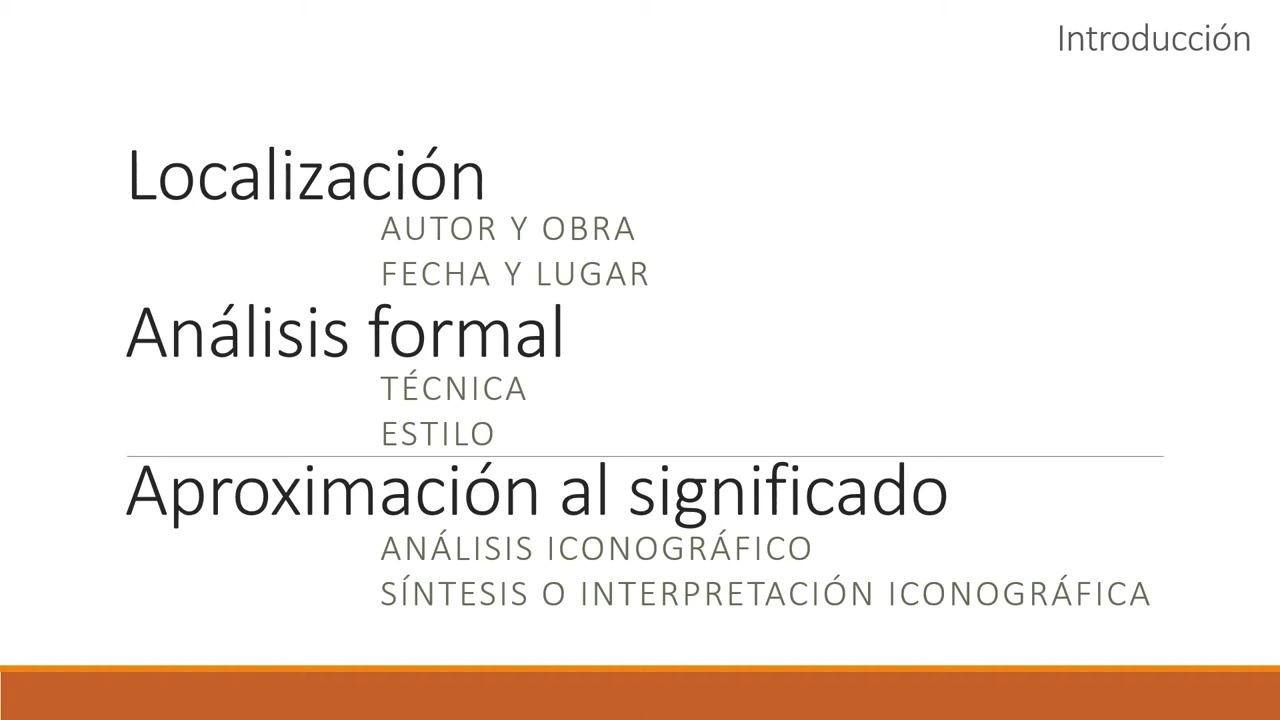 Introducción
Localización
AUTOR Y OBRA
FECHA Y LUGAR
Análisis formal
TÉCNICA
ESTILO
Aproximación al significado
ANÁLISIS ICONOGRÁFICO
SÍNTESIS O INTERPRETACIÓN ICONOGRÁFICA